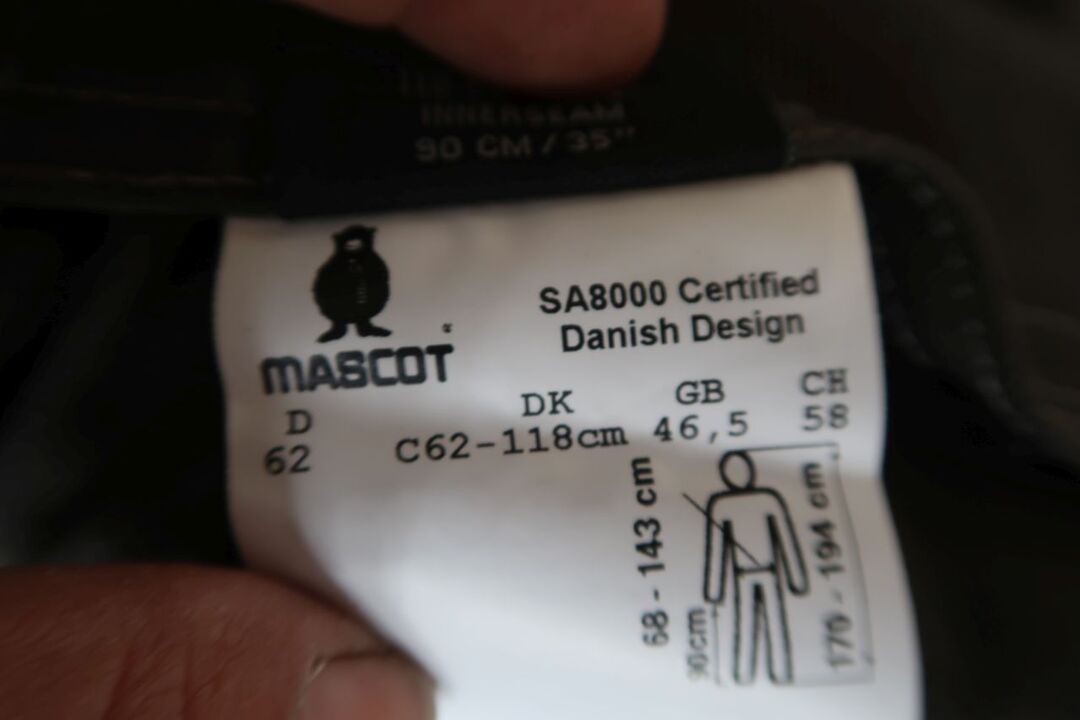 INNERSEAM
90 CM / 35"
MASCOT
SA8000 Certified
Danish Design
D DK GB CH
62 C62-118cm 46,5 58
68 - 143 cm
90cm
170 - 194 cm